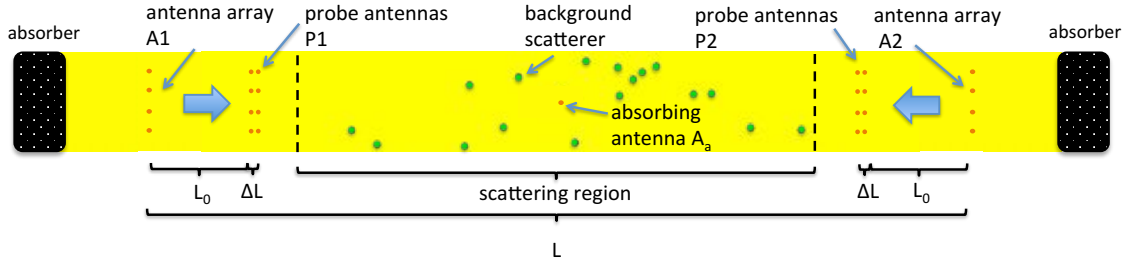 absorber
antenna array
A1
probe antennas
P1
background
scatterer
probe antennas
P2
antenna array
A2
absorber
absorbing
antenna Aₐ
L₀
ΔL
scattering region
ΔL
L₀
L